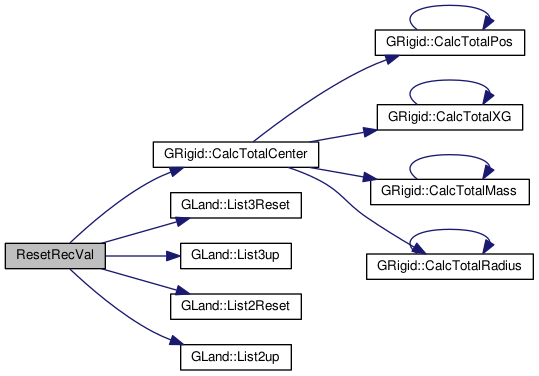 GRigid::CalcTotalPos
GRigid::CalcTotalXG
GRigid::CalcTotalCenter
GRigid::CalcTotalMass
GLand::List3Reset
ResetRecVal
GLand::List3up
GRigid::CalcTotalRadius
GLand::List2Reset
GLand::List2up